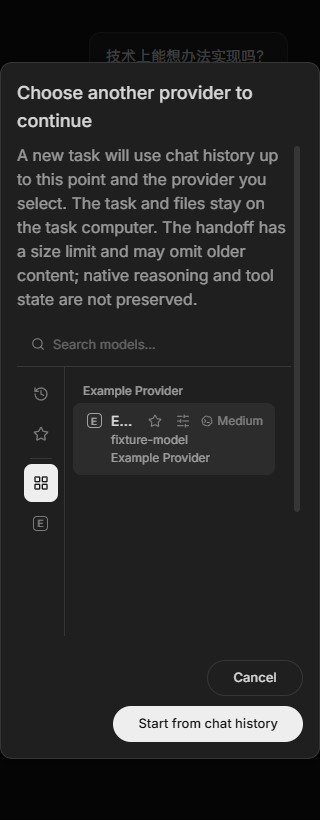 技术上能想办法实现吗？
Choose another provider to
continue
A new task will use chat history up
to this point and the provider you
select. The task and files stay on
the task computer. The handoff has
a size limit and may omit older
content; native reasoning and tool
state are not preserved.
Search models...
Example Provider
E E... Medium
fixture-model
Example Provider
E
Cancel
Start from chat history